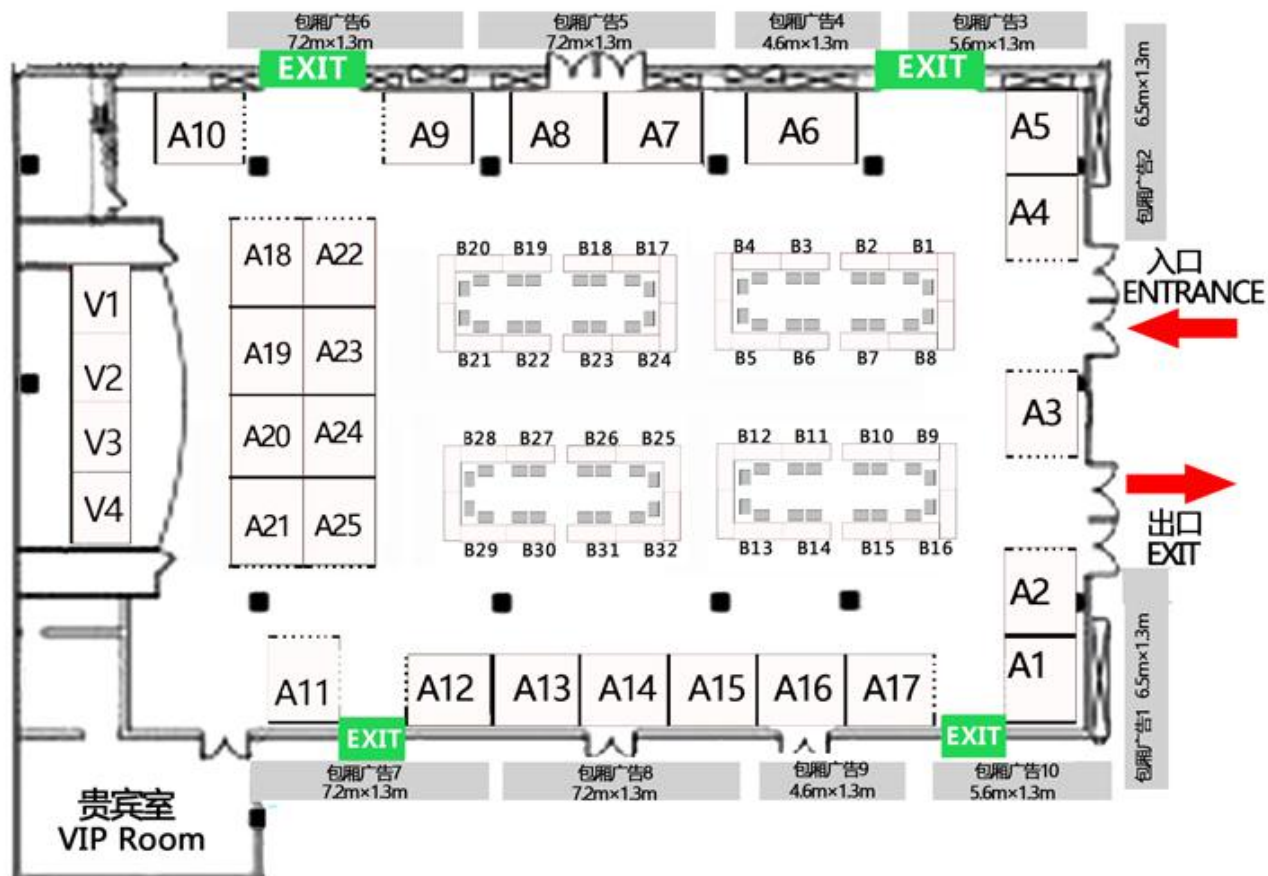 包厢广告6
7.2m×1.3m
包厢广告5
7.2m×1.3m
包厢广告4
4.6m×1.3m
包厢广告3
5.6m×1.3m
EXIT
EXIT
包厢广告2 6.5m×1.3m
A10
A9
A8
A7
A6
A5
A4
A18
A22
B20
B19
B18
B17
B4
B3
B2
B1
入口
ENTRANCE
V1
A19
A23
B21
B22
B23
B24
B5
B6
B7
B8
V2
A3
V3
A20
A24
B28
B27
B26
B25
B12
B11
B10
B9
V4
A21
A25
B29
B30
B31
B32
B13
B14
B15
B16
出口
EXIT
A2
A11
A12
A13
A14
A15
A16
A17
A1
包厢广告1 6.5m×1.3m
EXIT
EXIT
包厢广告7
7.2m×1.3m
包厢广告8
7.2m×1.3m
包厢广告9
4.6m×1.3m
包厢广告10
5.6m×1.3m
贵宾室
VIP Room